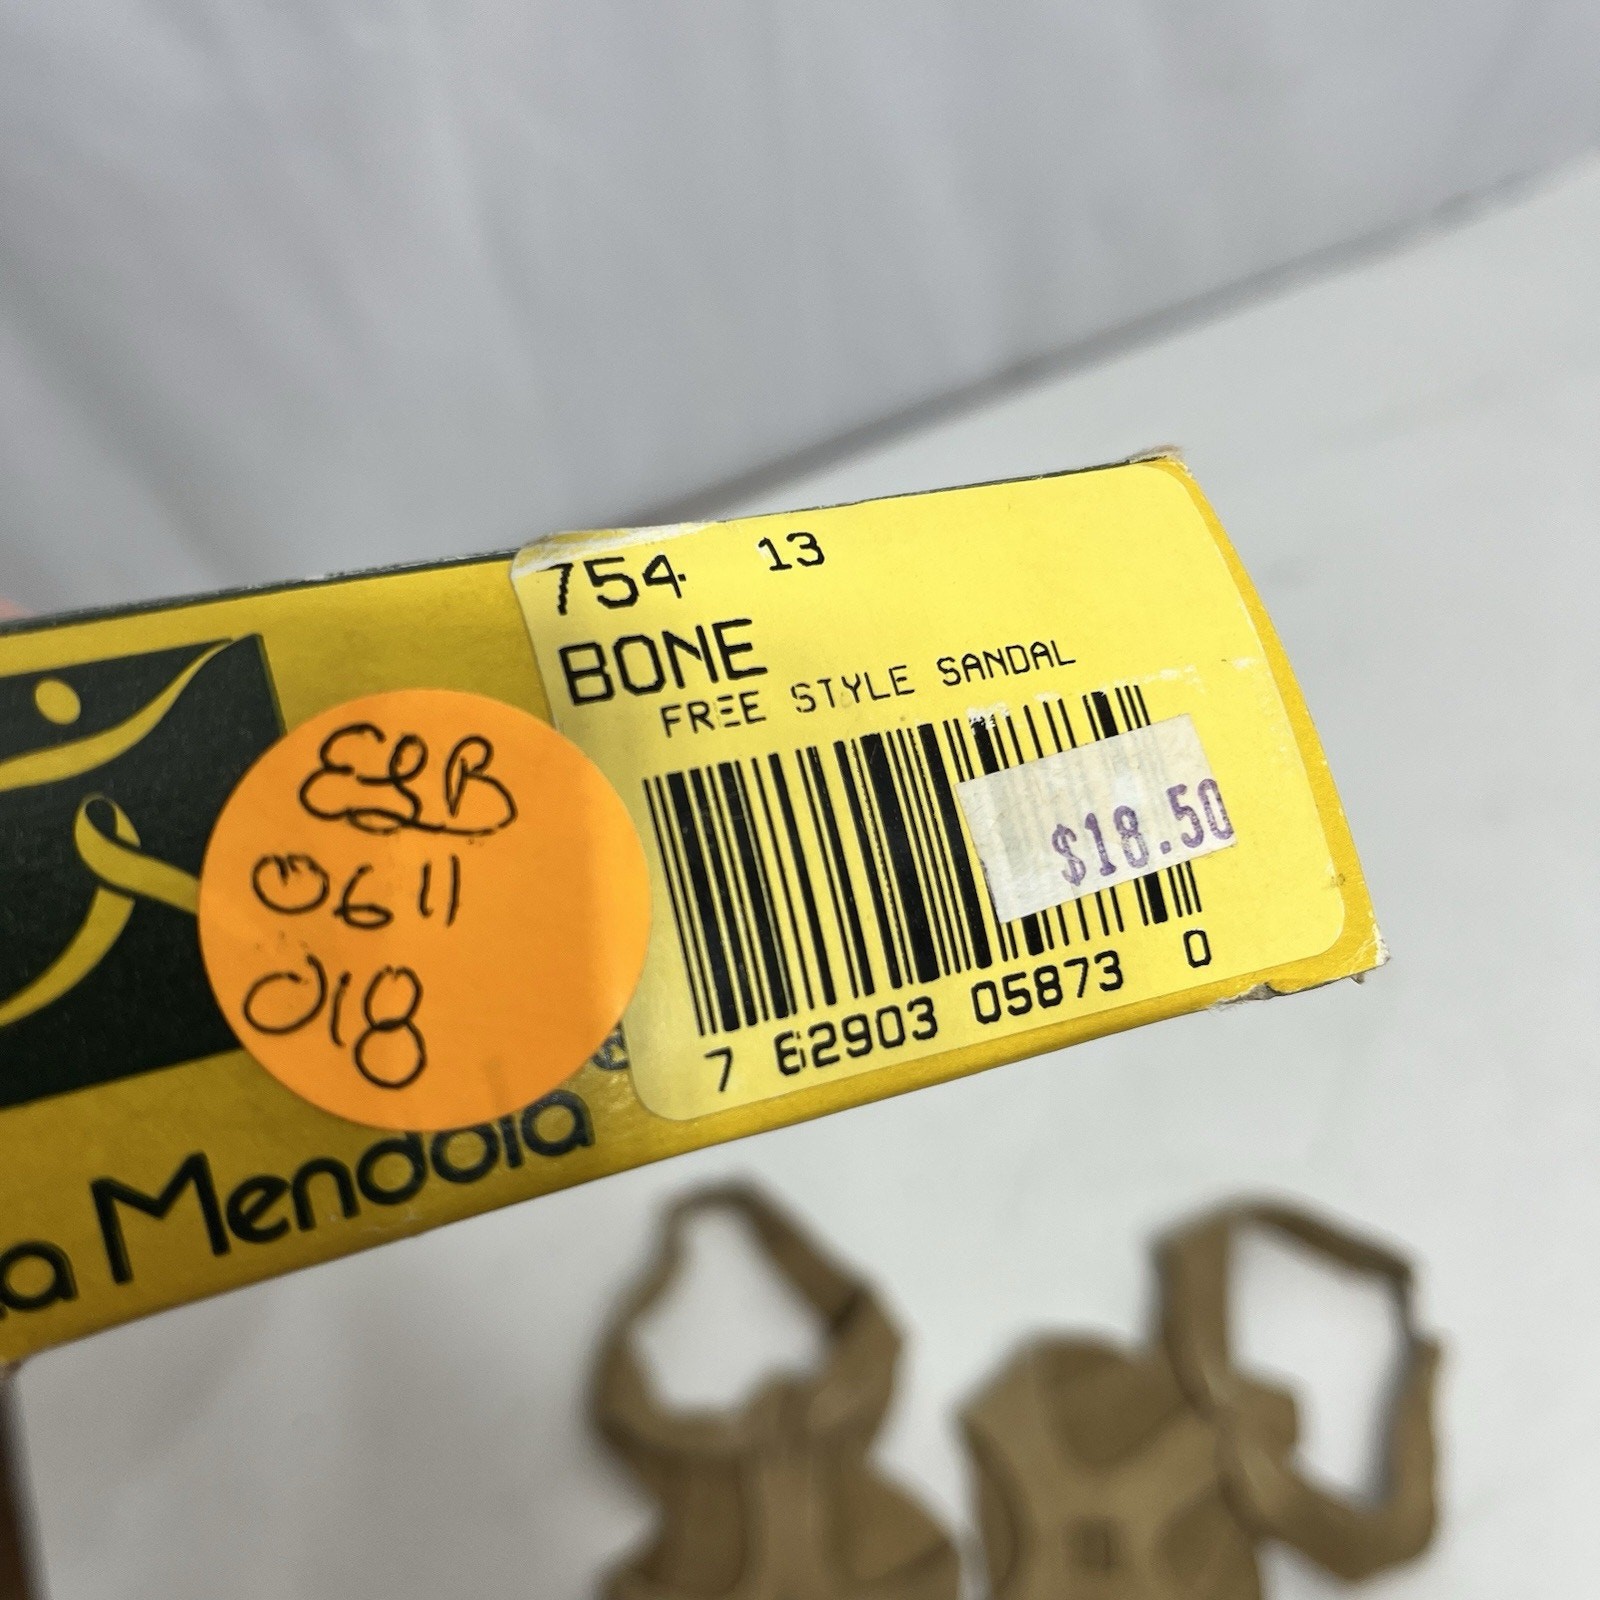 754 13
BONE
FREE STYLE SANDAL
$18.50
7 62903 05873 0
ELB
0611
018
Mendola